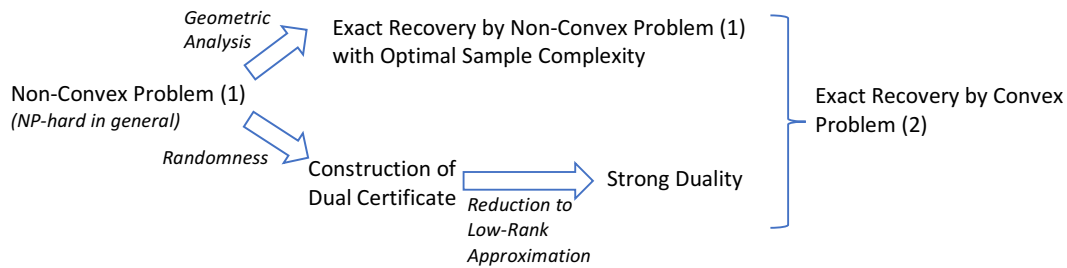 Geometric
Analysis
Exact Recovery by Non-Convex Problem (1)
with Optimal Sample Complexity
Non-Convex Problem (1)
(NP-hard in general)
Randomness
Construction of
Dual Certificate
Reduction to
Low-Rank
Approximation
Strong Duality
Exact Recovery by Convex
Problem (2)